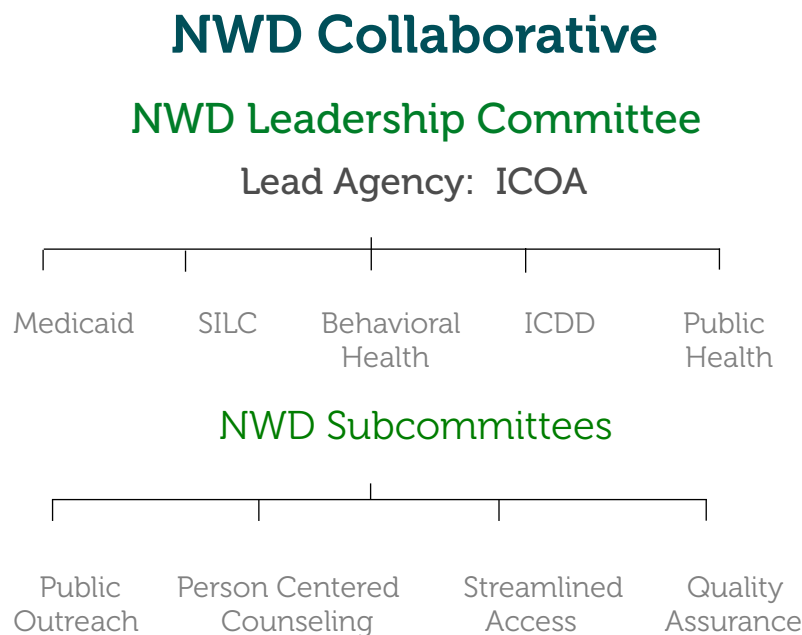 NWD Collaborative
NWD Leadership Committee
Lead Agency: ICOA
Medicaid SILC Behavioral ICDD Public
Health Health
NWD Subcommittees
Public Person Centered Streamlined Quality
Outreach Counseling Access Assurance